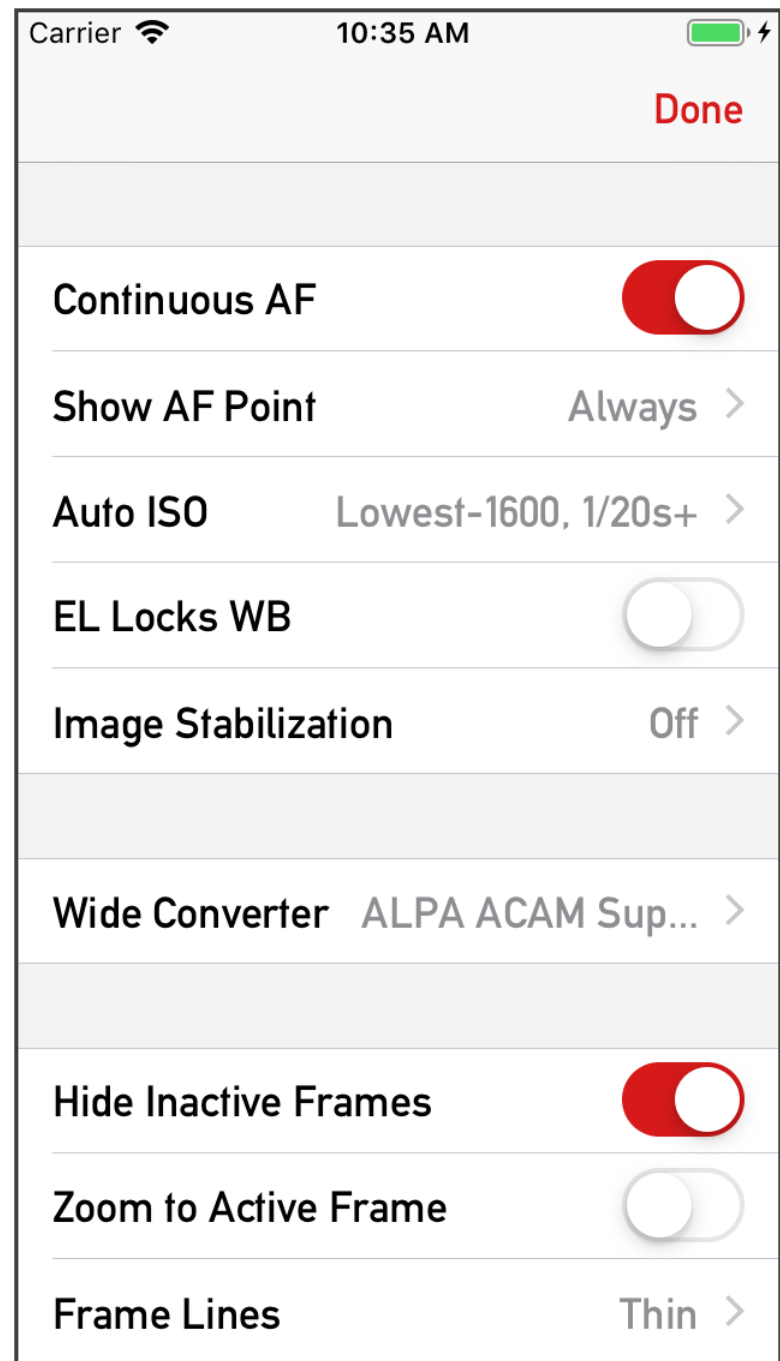 Carrier 10:35 AM
Done
Continuous AF
Show AF Point Always
Auto ISO Lowest-1600, 1/20s+
EL Locks WB
Image Stabilization Off
Wide Converter ALPA ACAM Sup...
Hide Inactive Frames
Zoom to Active Frame
Frame Lines Thin